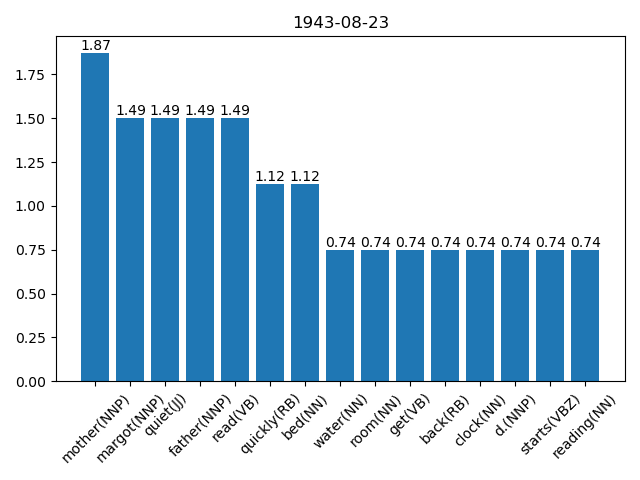 1943-08-23
1.87
1.49 1.49 1.49 1.49
1.12 1.12
0.74 0.74 0.74 0.74 0.74 0.74 0.74 0.74
1.75
1.50
1.25
1.00
0.75
0.50
0.25
0.00
mother(NNP)
margot(NNP)
quiet(JJ)
father(NNP)
read(VB)
quickly(RB)
bed(NN)
water(NN)
room(NN)
get(VB)
back(RB)
clock(NN)
d.(NNP)
starts(VBZ)
reading(NN)